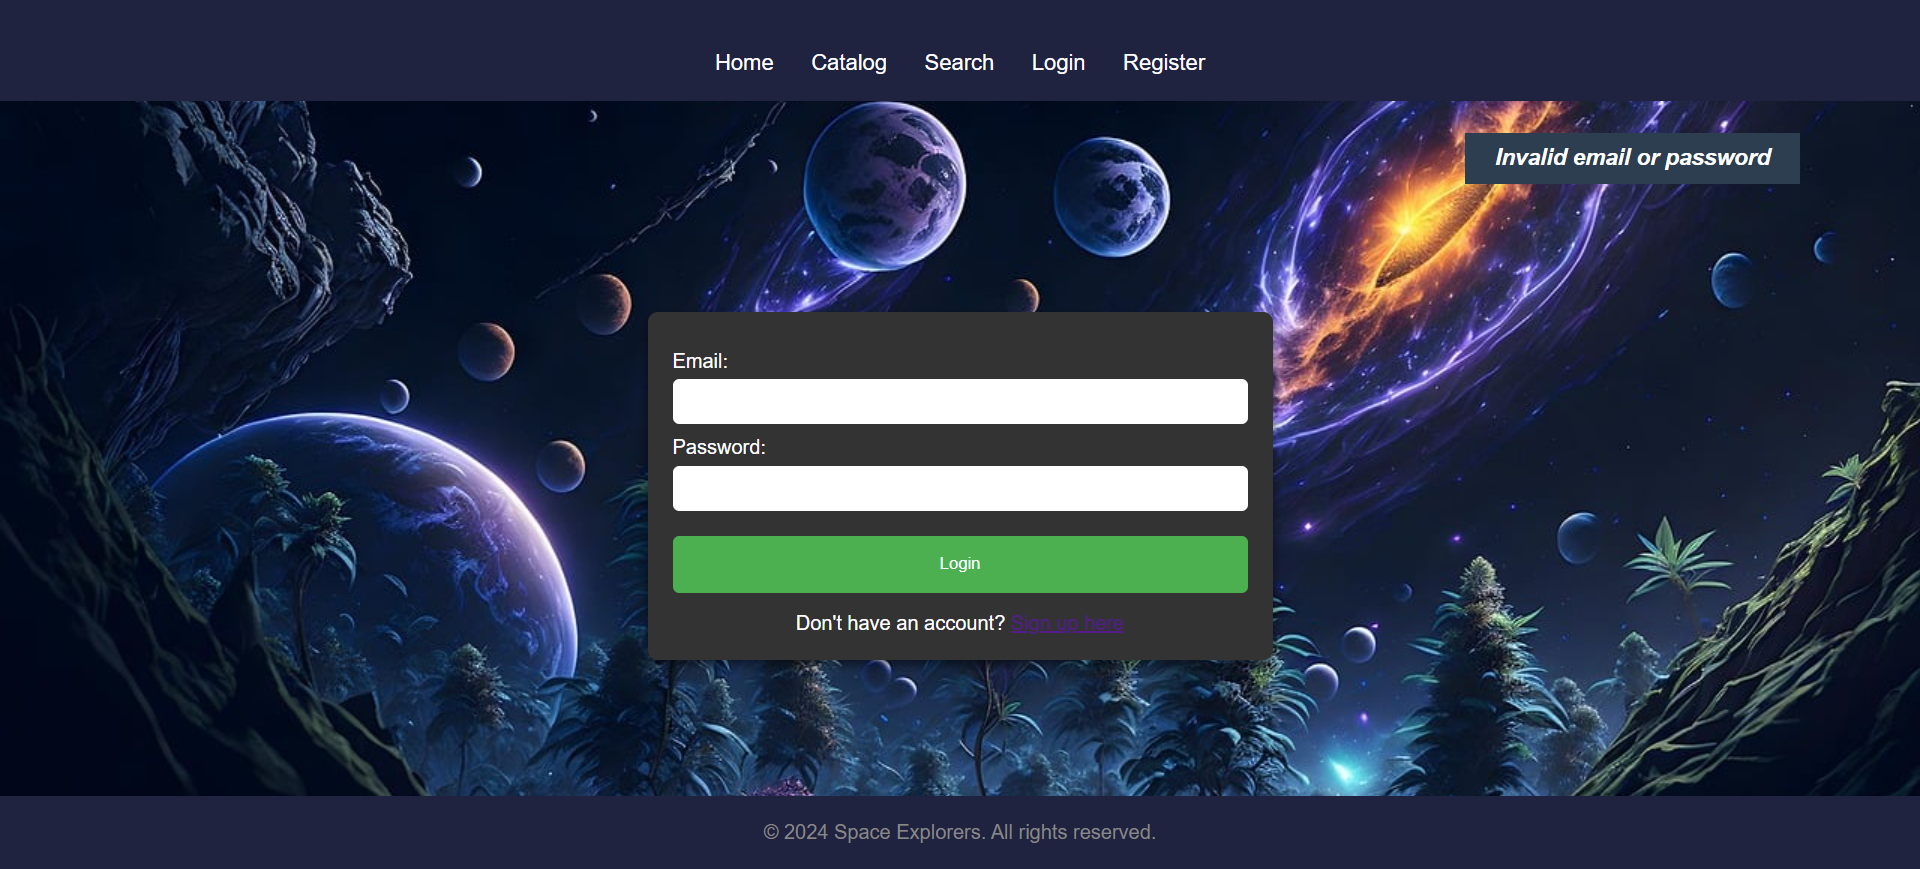 Home Catalog Search Login Register
Invalid email or password
Email:
Password:
Login
Don't have an account? Sign up here
© 2024 Space Explorers. All rights reserved.